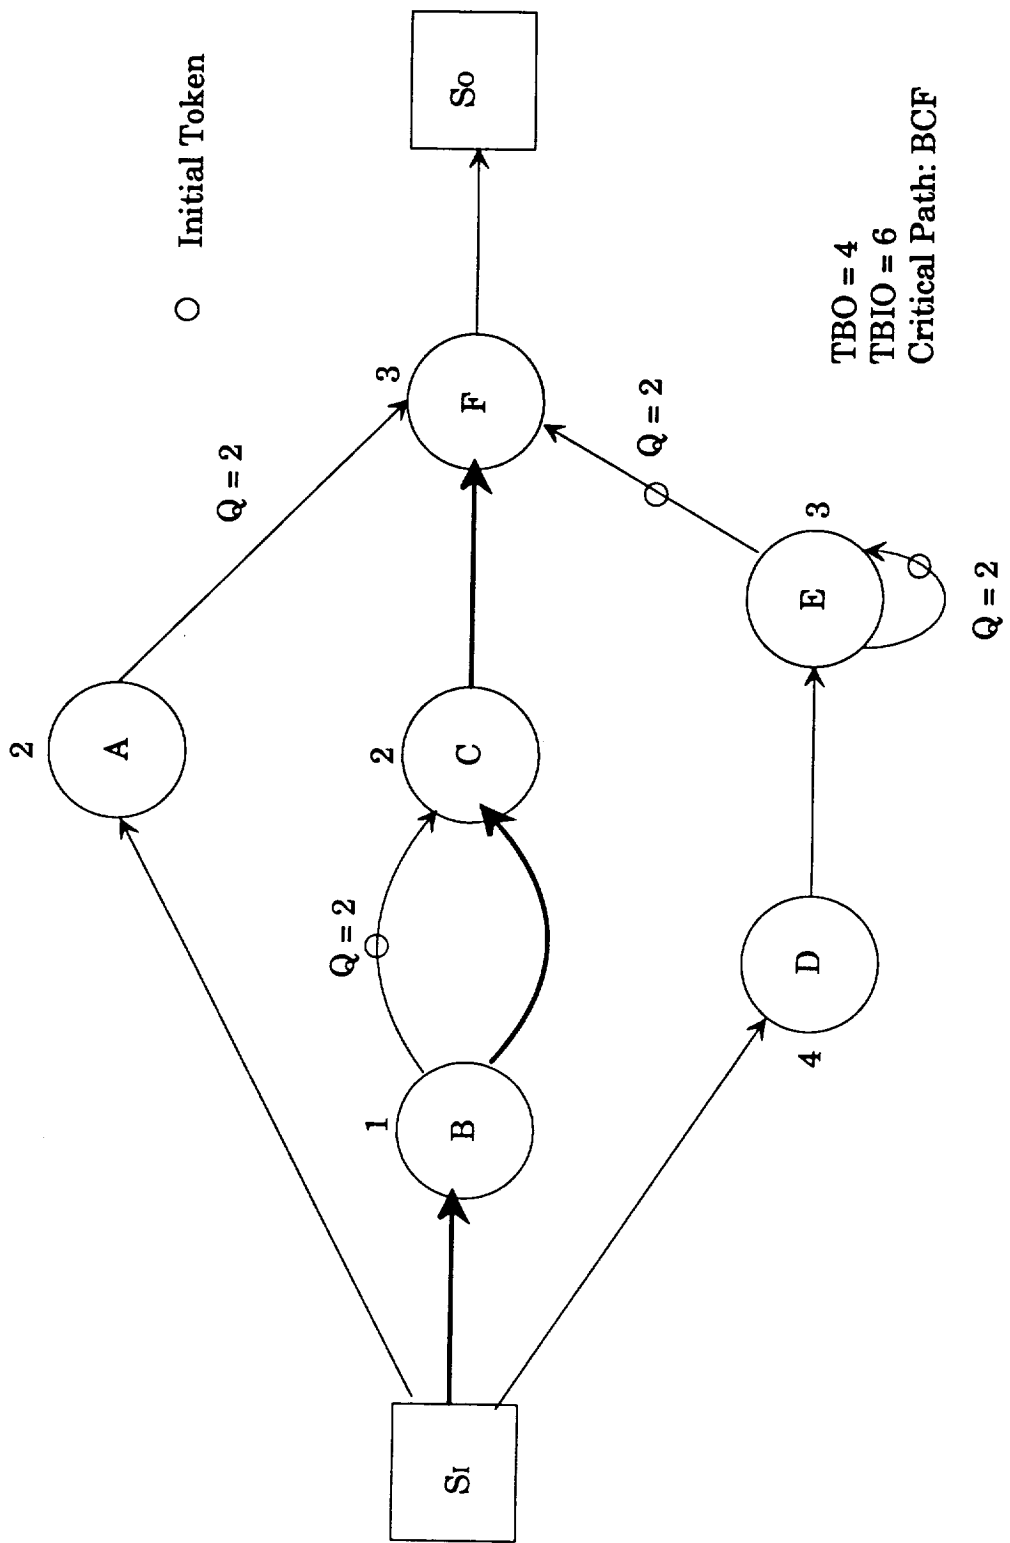 ○ Initial Token
2
A
Q = 2
Q = 2
1
B
2
C
3
F
SI
SO
4
D
E
3
Q = 2
Q = 2
TBO = 4
TBIO = 6
Critical Path: BCF